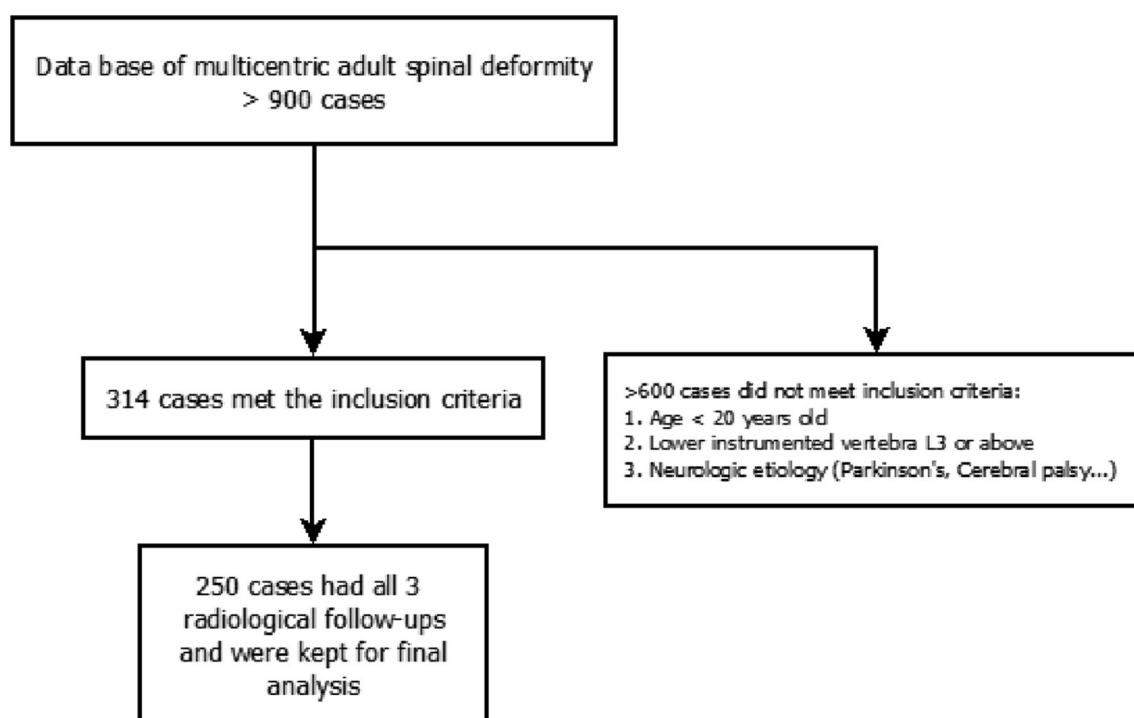 Data base of multicentric adult spinal deformity
> 900 cases
314 cases met the inclusion criteria
>600 cases did not meet inclusion criteria:
1. Age < 20 years old
2. Lower instrumented vertebra L3 or above
3. Neurologic etiology (Parkinson's, Cerebral palsy...)
250 cases had all 3
radiological follow-ups
and were kept for final
analysis